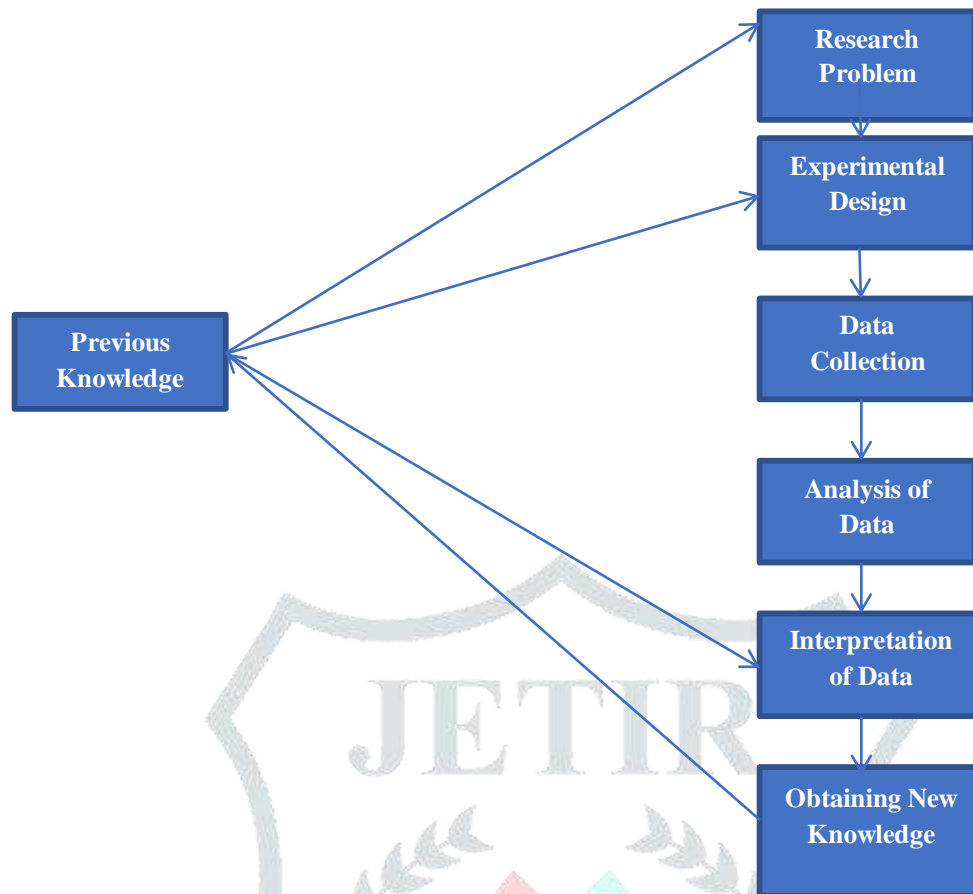 Research
Problem
Experimental
Design
Previous
Knowledge
Data
Collection
Analysis of
Data
Interpretation
of Data
JETIR
Obtaining New
Knowledge